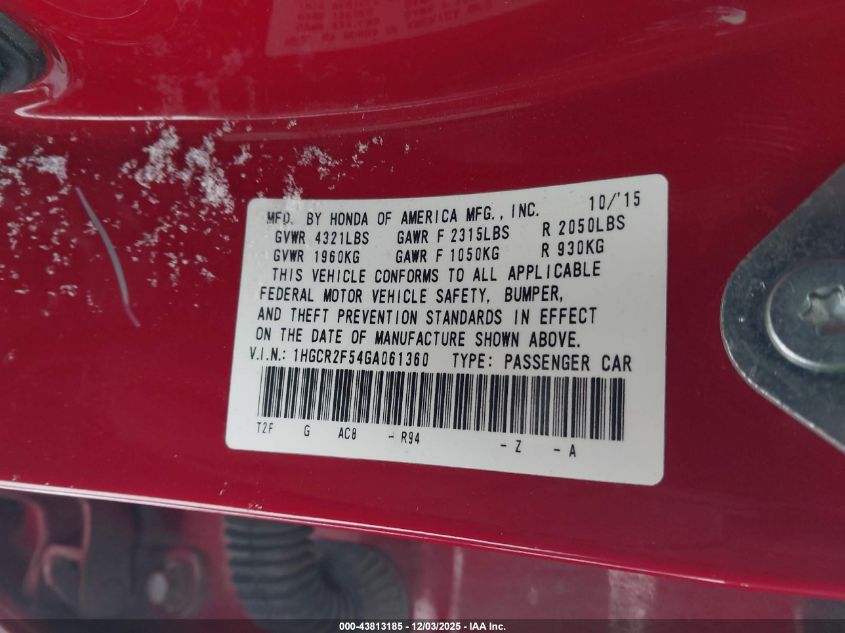 MFD. BY HONDA OF AMERICA MFG., INC. 10/'15
GVWR 4321LBS GAWR F 2315LBS R 2050LBS
GVWR 1960KG GAWR F 1050KG R 930KG
THIS VEHICLE CONFORMS TO ALL APPLICABLE
FEDERAL MOTOR VEHICLE SAFETY, BUMPER,
AND THEFT PREVENTION STANDARDS IN EFFECT
ON THE DATE OF MANUFACTURE SHOWN ABOVE.
V.I.N.: 1HGCR2F54GA061360 TYPE: PASSENGER CAR
T2F G AC8 - R94 - Z - A
000-43813185 - 12/03/2025 - IAA Inc.